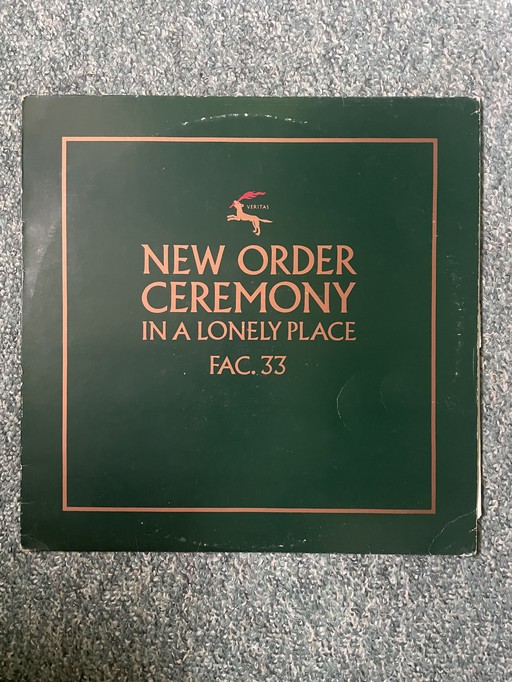 VERITAS
NEW ORDER
CEREMONY
IN A LONELY PLACE
FAC. 33